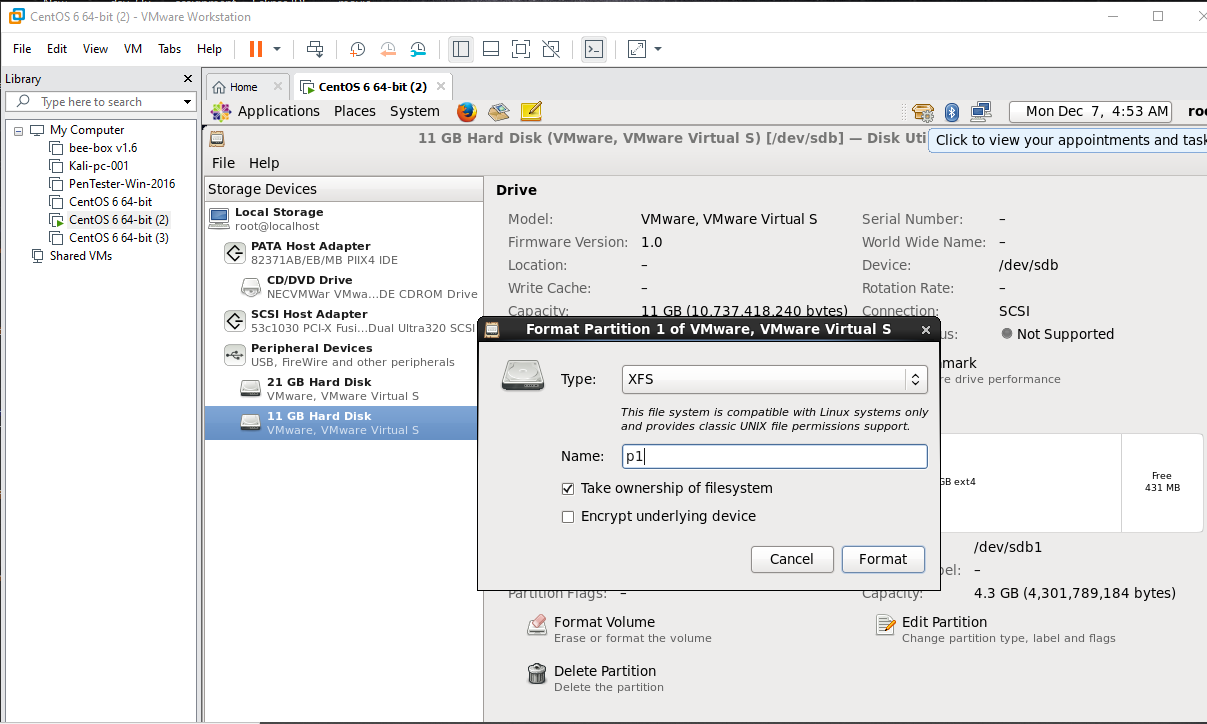 CentOS 6 64-bit (2) - VMware Workstation
File Edit View VM Tabs Help
Library
Type here to search
My Computer
bee-box v1.6
Kali-pc-001
PenTester-Win-2016
CentOS 6 64-bit
CentOS 6 64-bit (2)
CentOS 6 64-bit (3)
Shared VMs
Home
CentOS 6 64-bit (2)
Applications Places System
Mon Dec 7, 4:53 AM
roo
11 GB Hard Disk (VMware, VMware Virtual S) [/dev/sdb] — Disk Uti
Click to view your appointments and task
File Help
Storage Devices
Local Storage
root@localhost
PATA Host Adapter
82371AB/EB/MB PIIX4 IDE
CD/DVD Drive
NECVMWar VMwa...DE CDROM Drive
SCSI Host Adapter
53c1030 PCI-X Fusi...Dual Ultra320 SCSI
Peripheral Devices
USB, FireWire and other peripherals
21 GB Hard Disk
VMware, VMware Virtual S
11 GB Hard Disk
VMware, VMware Virtual S
Drive
Model: VMware, VMware Virtual S
Serial Number: –
Firmware Version: 1.0
World Wide Name: –
Location: –
Device: /dev/sdb
Write Cache: –
Rotation Rate: –
Capacity: 11 GB (10,737,418,240 bytes)
Connection: SCSI
us: Not Supported
mark
re drive performance
Format Partition 1 of VMware, VMware Virtual S
Type: XFS
This file system is compatible with Linux systems only
and provides classic UNIX file permissions support.
Name: p1
Take ownership of filesystem
Encrypt underlying device
Cancel Format
GB ext4
Free
431 MB
/dev/sdb1
bel: –
Partition Flags: –
Capacity: 4.3 GB (4,301,789,184 bytes)
Format Volume
Erase or format the volume
Edit Partition
Change partition type, label and flags
Delete Partition
Delete the partition